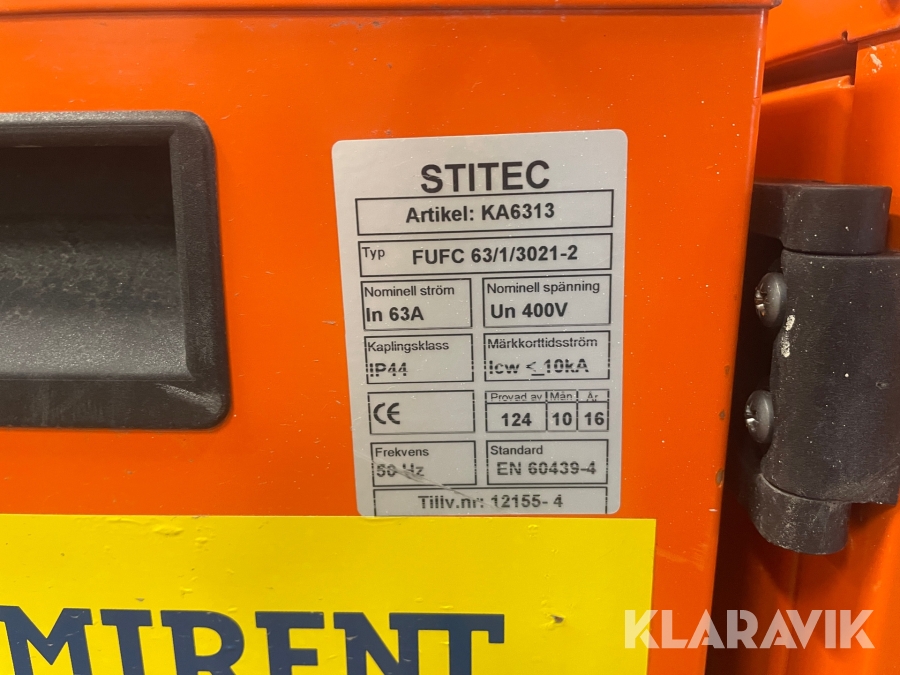 STITEC
Artikel: KA6313
Typ FUFC 63/1/3021-2
Nominell ström Nominell spänning
In 63A Un 400V
Kaplingsklass Märkkorttidsström
IP44 Icw ≤ 10kA
CE Provad av Mån År
124 10 16
Frekvens Standard
50 Hz EN 60439-4
Tillv.nr: 12155- 4
MIRENT
KLARAVIK